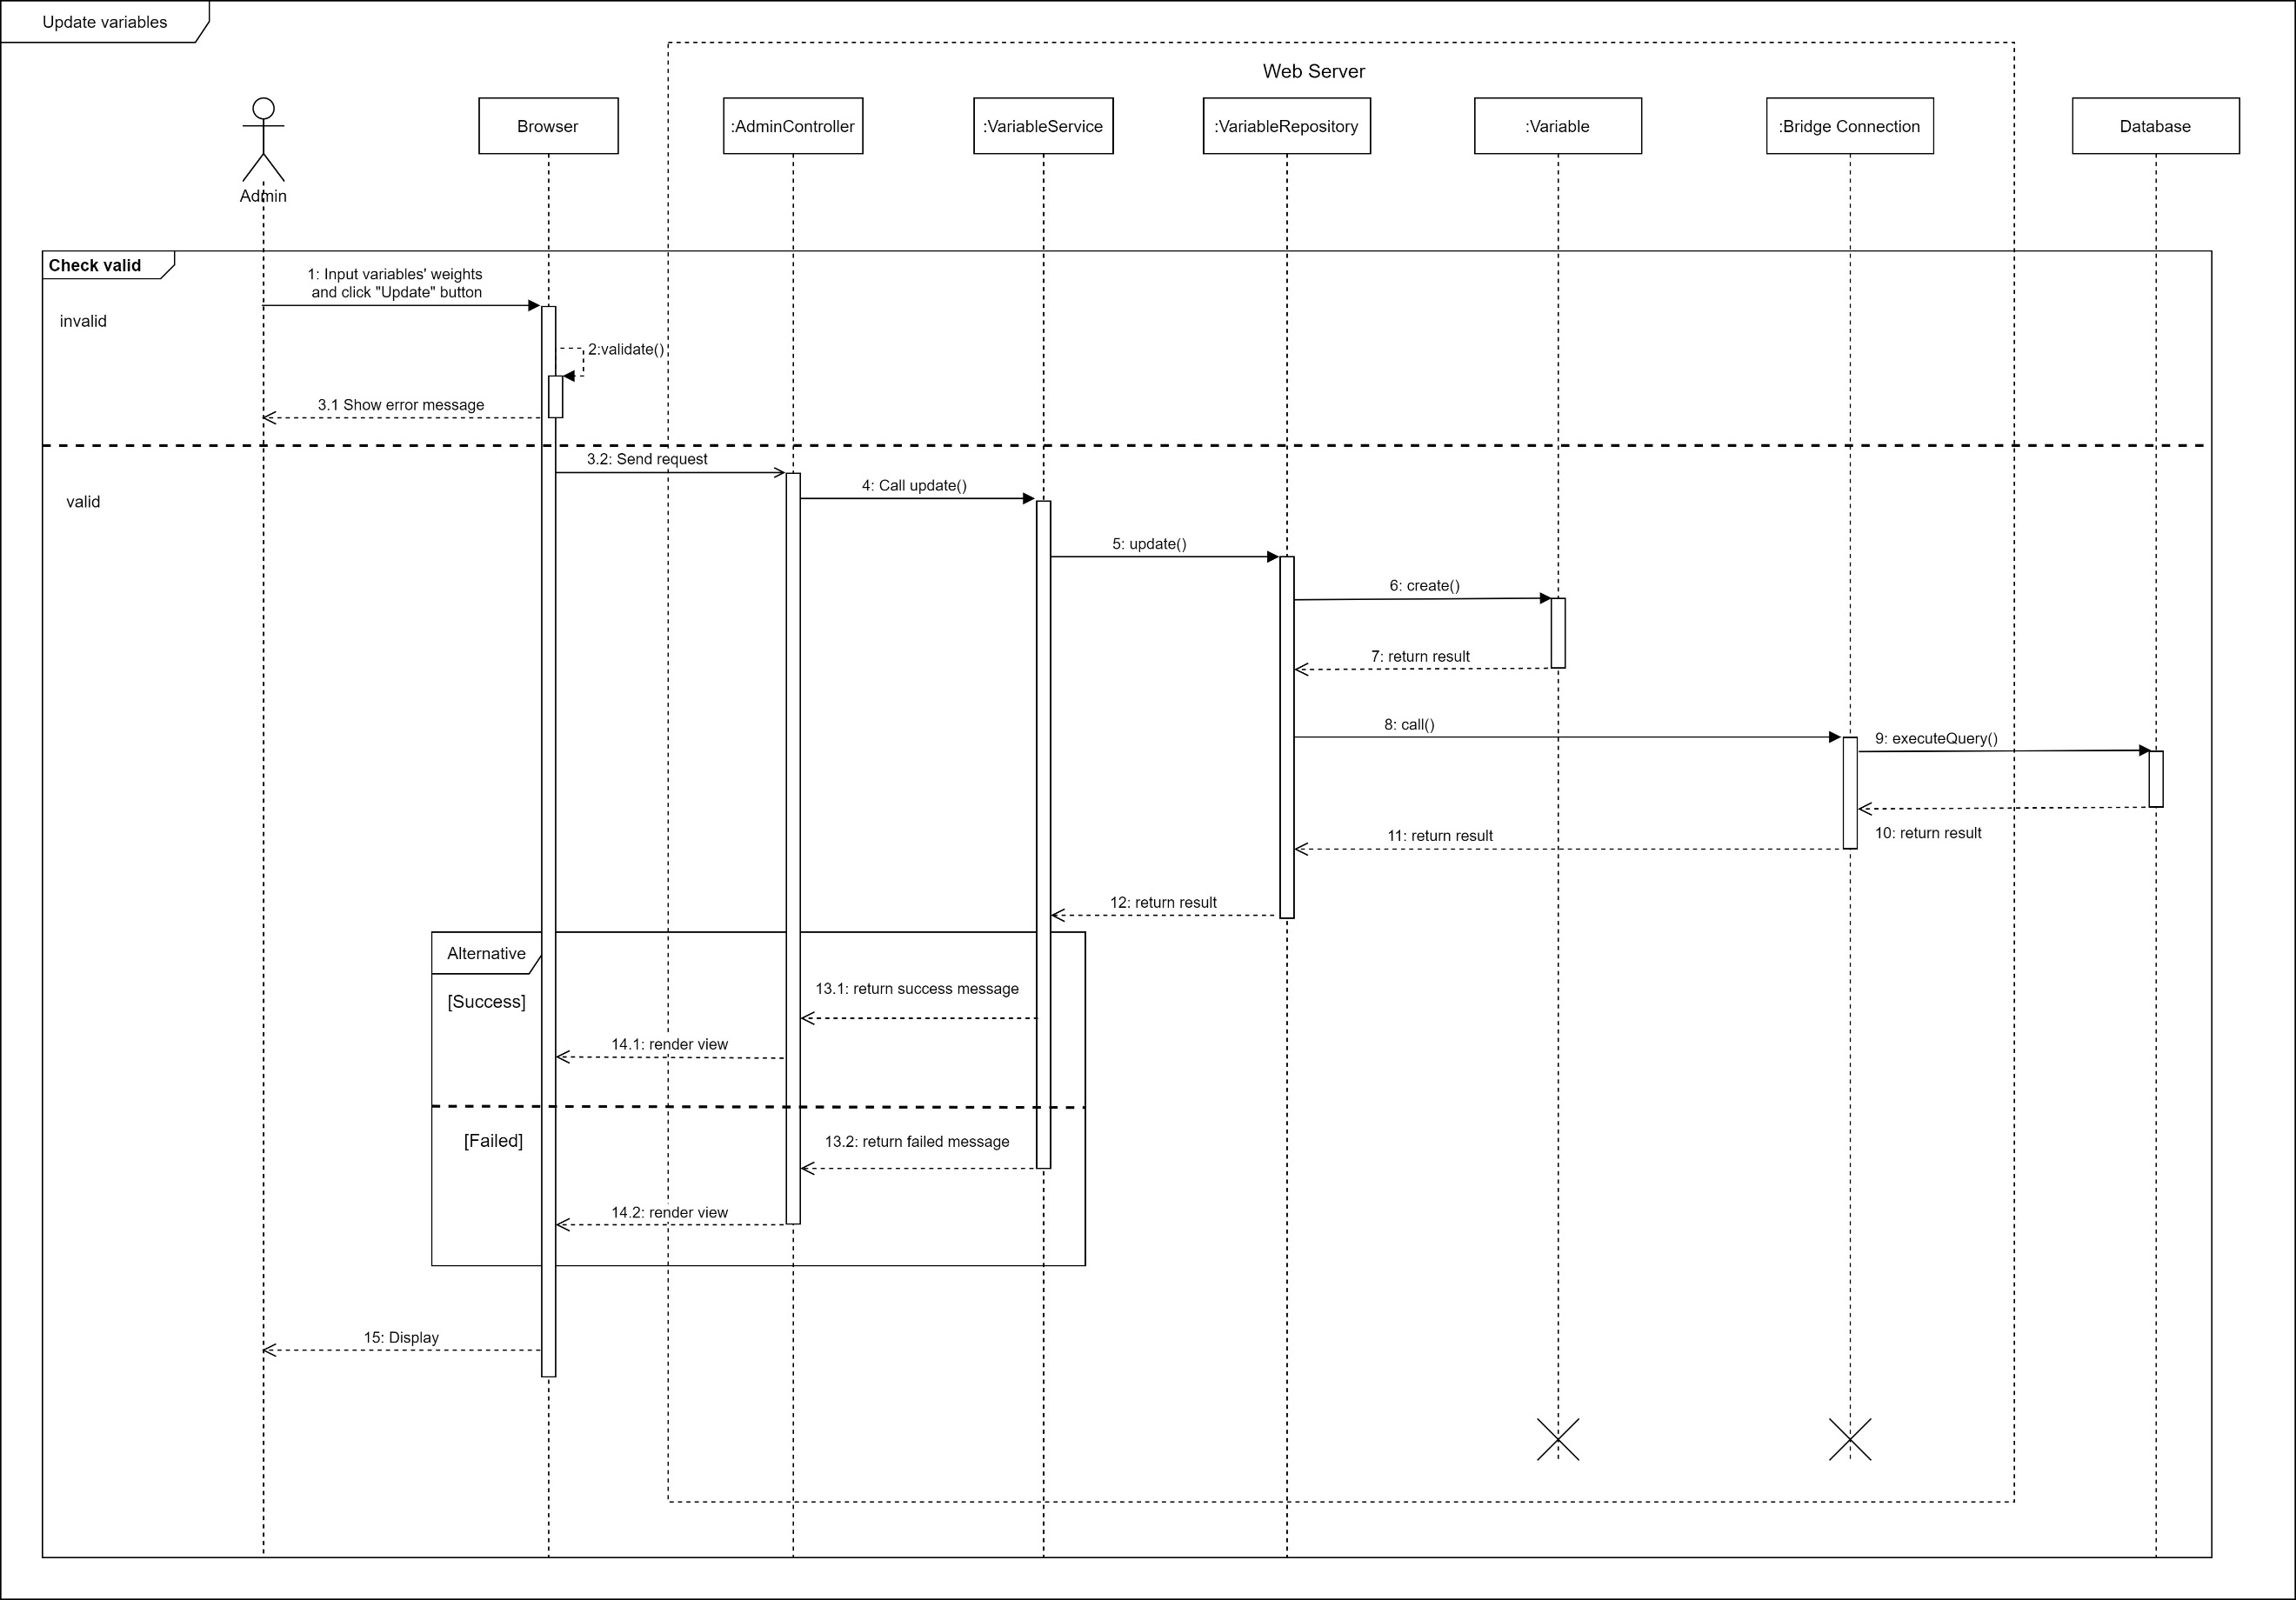 Update variables
Web Server
Admin
Browser
:AdminController
:VariableService
:VariableRepository
:Variable
:Bridge Connection
Database
Check valid
1: Input variables' weights
and click "Update" button
invalid
2:validate()
3.1 Show error message
3.2: Send request
valid
4: Call update()
5: update()
6: create()
7: return result
8: call()
9: executeQuery()
10: return result
11: return result
12: return result
Alternative
[Success]
13.1: return success message
14.1: render view
[Failed]
13.2: return failed message
14.2: render view
15: Display